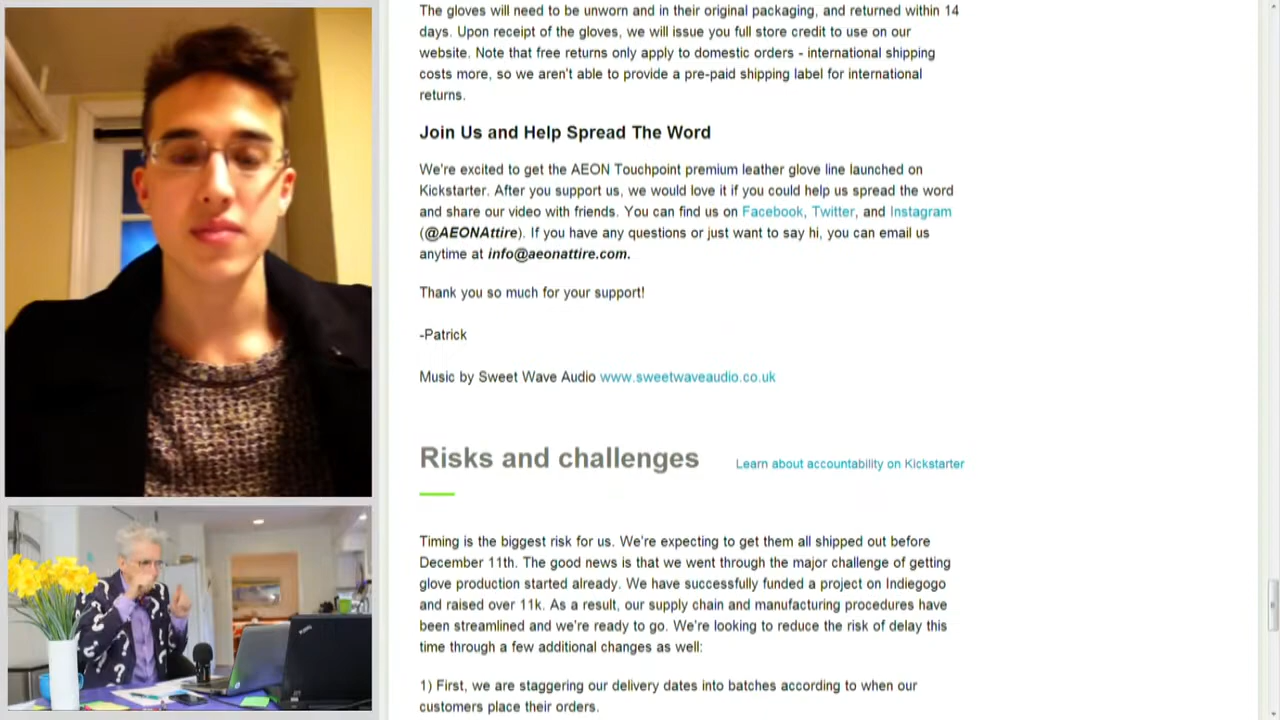 The gloves will need to be unworn and in their original packaging, and returned within 14
days. Upon receipt of the gloves, we will issue you full store credit to use on our
website. Note that free returns only apply to domestic orders - international shipping
costs more, so we aren't able to provide a pre-paid shipping label for international
returns.
Join Us and Help Spread The Word
We're excited to get the AEON Touchpoint premium leather glove line launched on
Kickstarter. After you support us, we would love it if you could help us spread the word
and share our video with friends. You can find us on Facebook, Twitter, and Instagram
(@AEONAttire). If you have any questions or just want to say hi, you can email us
anytime at info@aeonattire.com.
Thank you so much for your support!
-Patrick
Music by Sweet Wave Audio www.sweetwaveaudio.co.uk
Risks and challenges
Learn about accountability on Kickstarter
Timing is the biggest risk for us. We're expecting to get them all shipped out before
December 11th. The good news is that we went through the major challenge of getting
glove production started already. We have successfully funded a project on Indiegogo
and raised over 11k. As a result, our supply chain and manufacturing procedures have
been streamlined and we're ready to go. We're looking to reduce the risk of delay this
time through a few additional changes as well:
1) First, we are staggering our delivery dates into batches according to when our
customers place their orders.